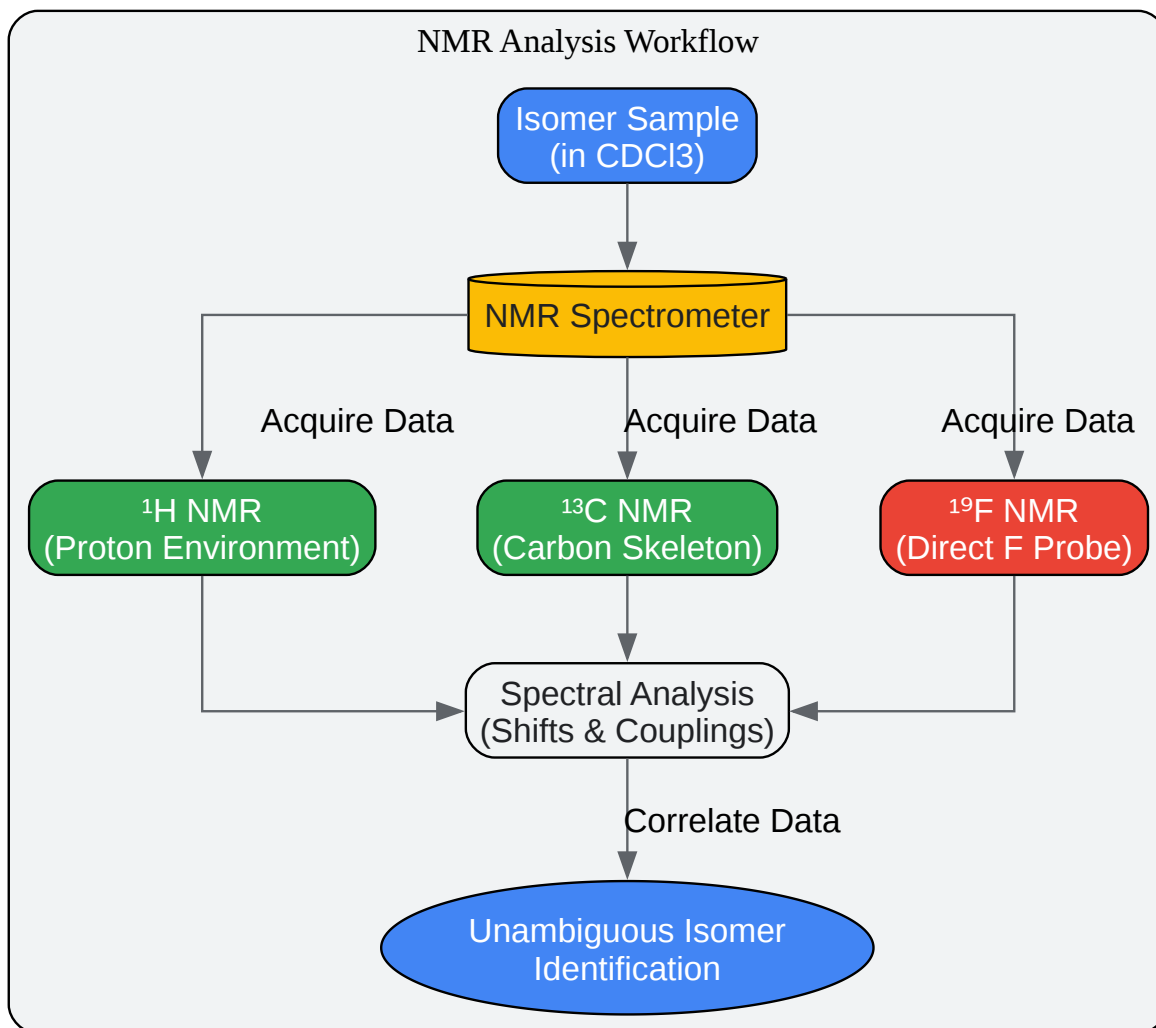 NMR Analysis Workflow
Isomer Sample
(in CDCl3)
NMR Spectrometer
Acquire Data
Acquire Data
Acquire Data
¹H NMR
(Proton Environment)
¹³C NMR
(Carbon Skeleton)
¹⁹F NMR
(Direct F Probe)
Spectral Analysis
(Shifts & Couplings)
Correlate Data
Unambiguous Isomer
Identification